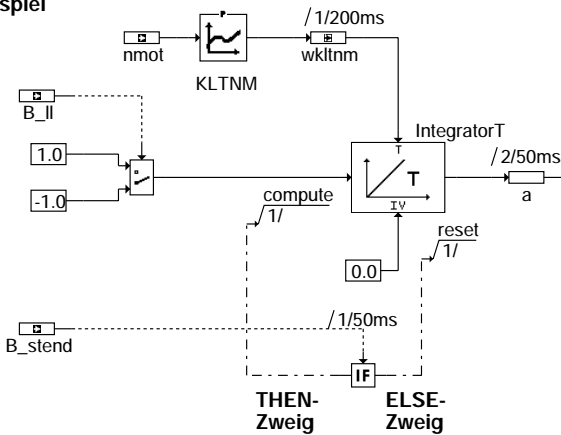 spiel
P
/1/200ms
nmot
wkltnm
KLTNM
B_ll
IntegratorT
1.0
T
/2/50ms
T
-1.0
compute
a
IV
1/
reset
1/
0.0
/1/50ms
B_stend
IF
THEN-
Zweig
ELSE-
Zweig